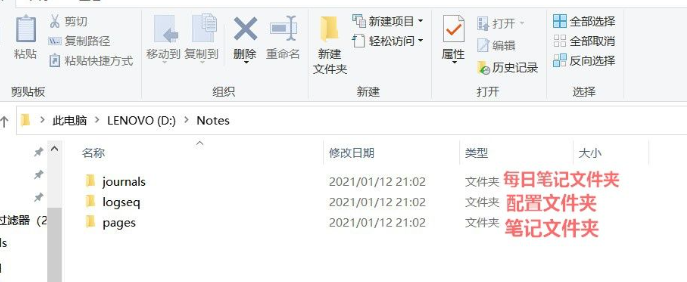 粘贴
剪切
复制路径
粘贴快捷方式
剪贴板
移动到 复制到
删除 重命名
组织
新建
文件夹
新建项目
轻松访问
新建
属性
打开
编辑
历史记录
打开
全部选择
全部取消
反向选择
选择
此电脑 > LENOVO (D:) > Notes
名称 修改日期 类型 大小
journals 2021/01/12 21:02 文件夹 每日笔记文件夹
logseq 2021/01/12 21:02 文件夹 配置文件夹
pages 2021/01/12 21:02 文件夹 笔记文件夹
过滤器（2
ls